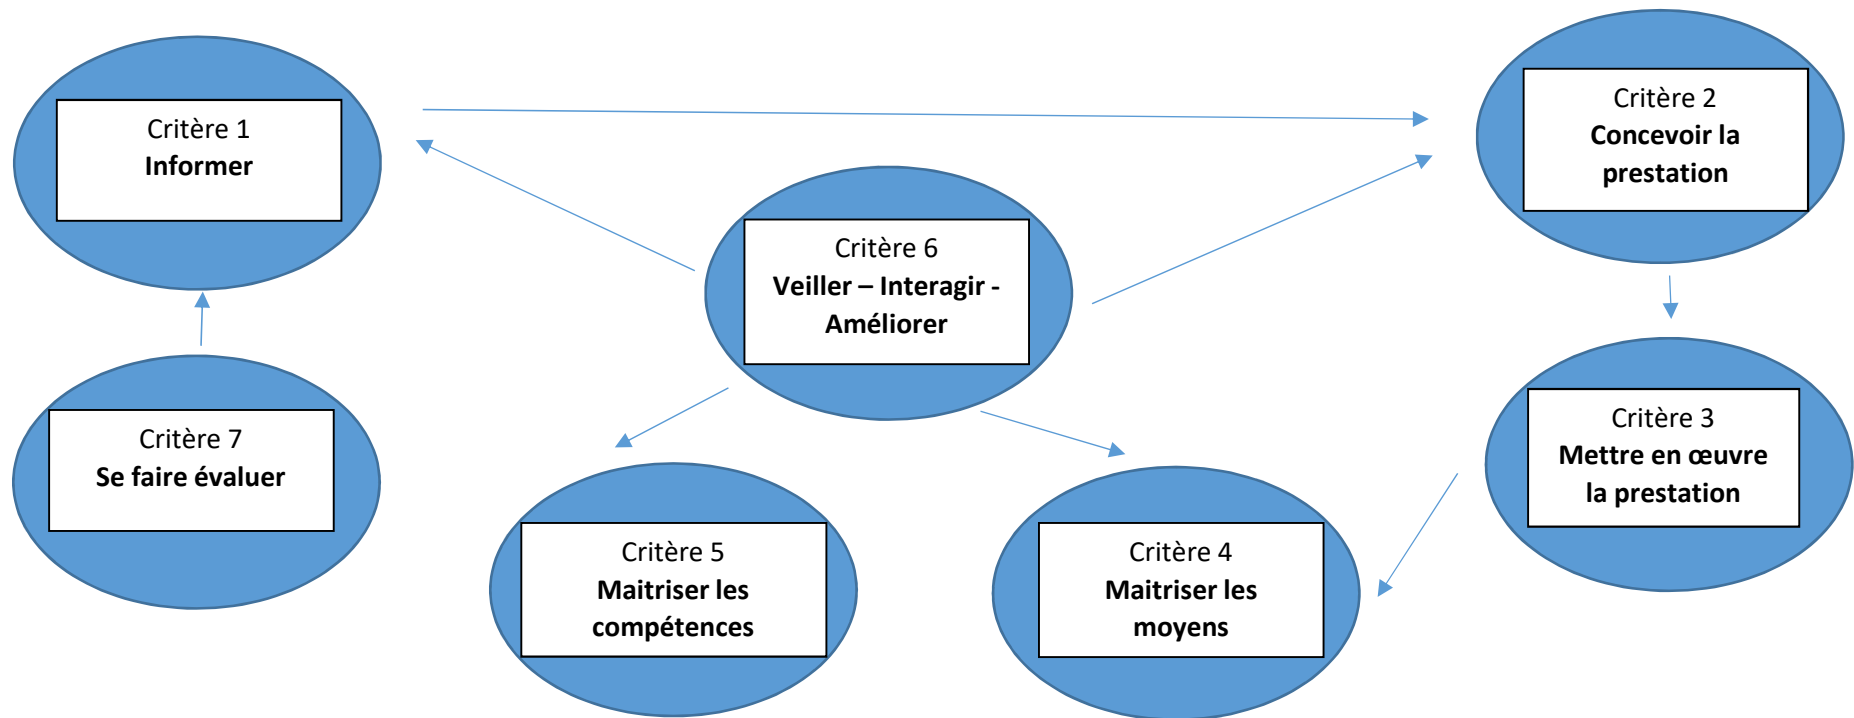 Critère 1
Informer
Critère 2
Concevoir la
prestation
Critère 6
Veiller – Interagir -
Améliorer
Critère 7
Se faire évaluer
Critère 3
Mettre en œuvre
la prestation
Critère 5
Maitriser les
compétences
Critère 4
Maitriser les
moyens